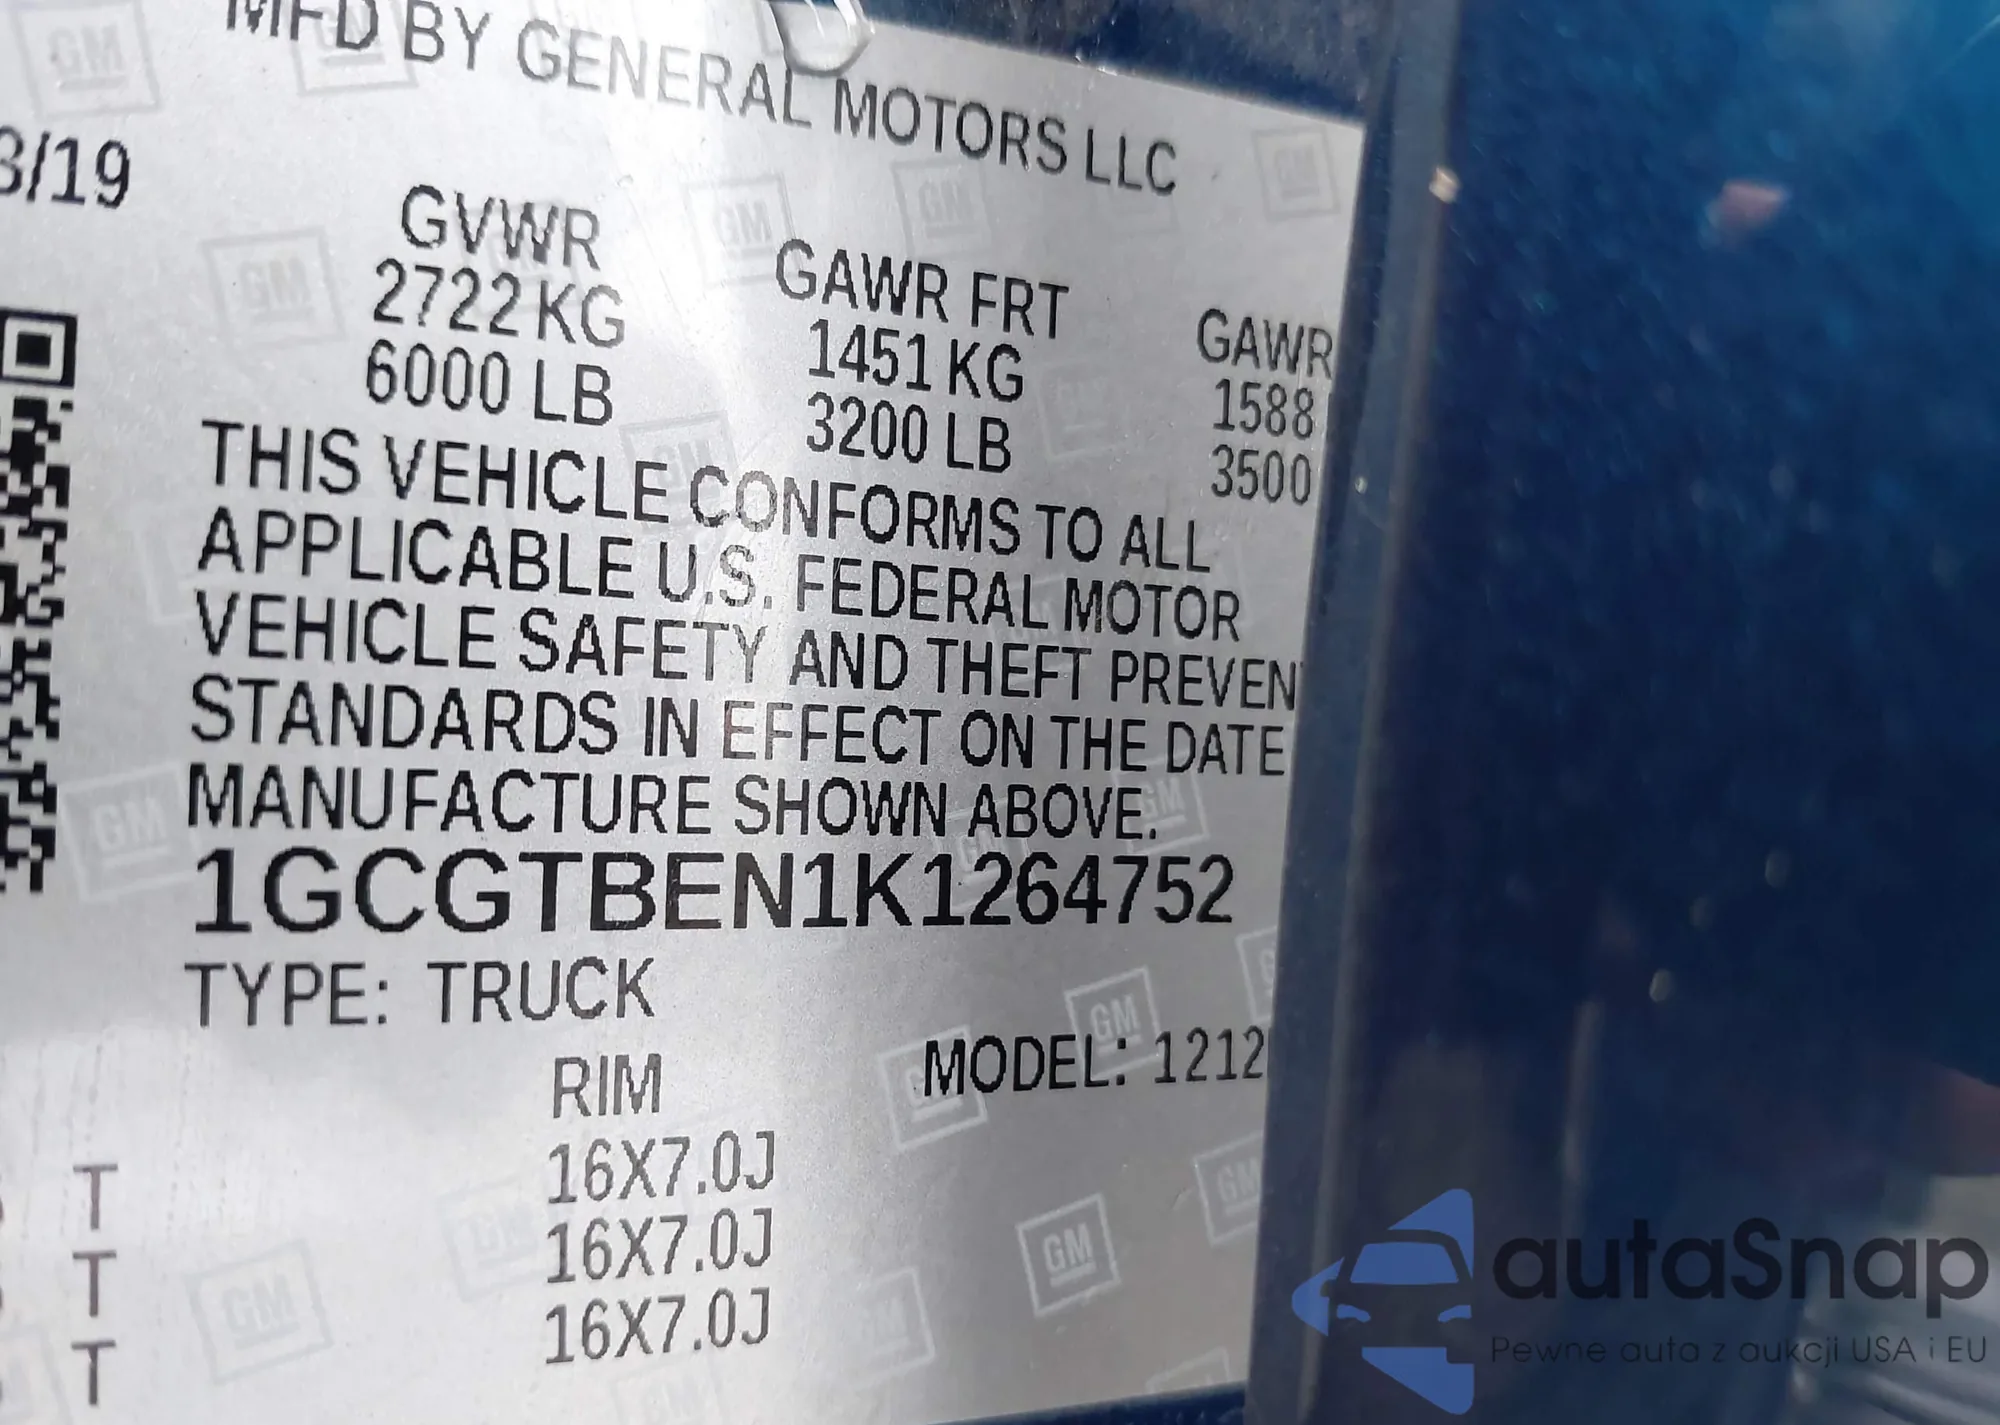 MFD BY GENERAL MOTORS LLC
3/19
GVWR GAWR FRT GAWR
2722 KG 1451 KG 1588
6000 LB 3200 LB 3500
THIS VEHICLE CONFORMS TO ALL
APPLICABLE U.S. FEDERAL MOTOR
VEHICLE SAFETY AND THEFT PREVEN
STANDARDS IN EFFECT ON THE DATE
MANUFACTURE SHOWN ABOVE.
1GCGTBEN1K1264752
TYPE: TRUCK
RIM MODEL: 1212
T 16X7.0J
T 16X7.0J
T 16X7.0J
GM
autaSnap
Pewne auta z aukcji USA i EU